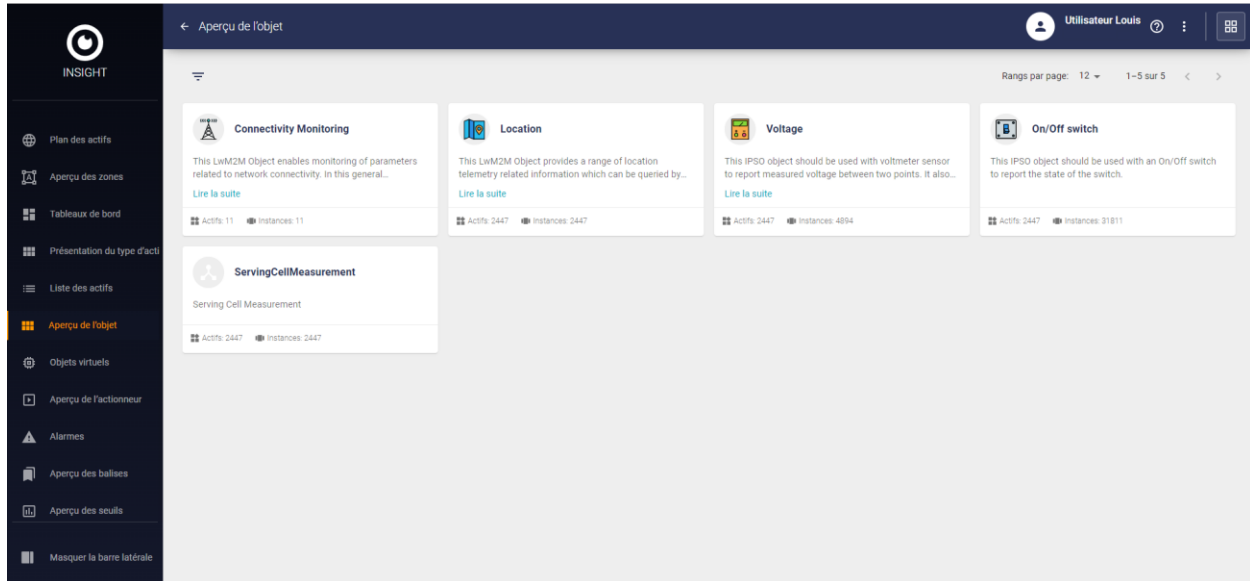 INSIGHT
Plan des actifs
Aperçu des zones
Tableaux de bord
Présentation du type d'acti
Liste des actifs
Aperçu de l'objet
Objets virtuels
Aperçu de l'actionneur
Alarmes
Aperçu des balises
Aperçu des seuils
Masquer la barre latérale
← Aperçu de l'objet
Utilisateur Louis
Rangs par page: 12
1–5 sur 5
Connectivity Monitoring
This LwM2M Object enables monitoring of parameters
related to network connectivity. In this general...
Lire la suite
Actifs: 11 Instances: 11
Location
This LwM2M Object provides a range of location
telemetry related information which can be queried by...
Lire la suite
Actifs: 2447 Instances: 2447
Voltage
This IPSO object should be used with voltmeter sensor
to report measured voltage between two points. It also...
Lire la suite
Actifs: 2447 Instances: 4894
B
On/Off switch
This IPSO object should be used with an On/Off switch
to report the state of the switch.
Actifs: 2447 Instances: 31811
ServingCellMeasurement
Serving Cell Measurement
Actifs: 2447 Instances: 2447